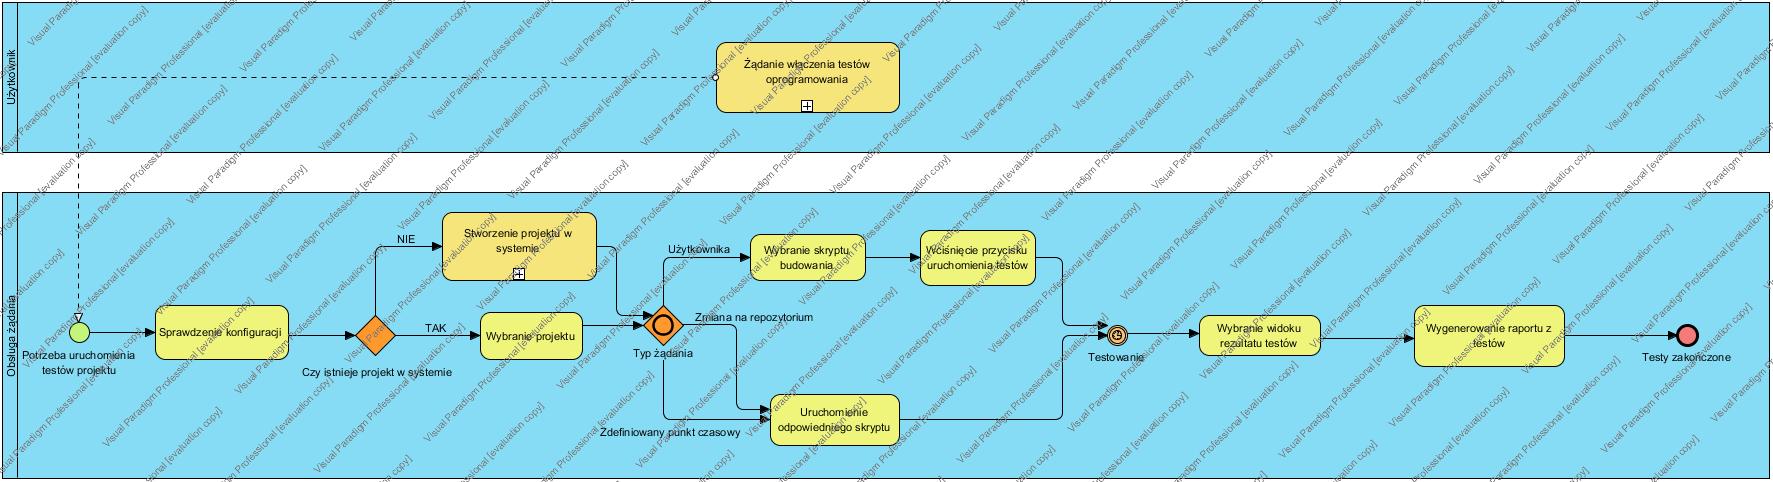 Użytkownik
Żądanie włączenia testów
oprogramowania
Obsługa żądania
Potrzeba uruchomienia
testów projektu
Sprawdzenie konfiguracji
Czy istnieje projekt w systemie
NIE
TAK
Stworzenie projektu w
systemie
Wybranie projektu
Typ żądania
Użytkownika
Zmiana na repozytorium
Zdefiniowany punkt czasowy
Wybranie skryptu
budowania
Wciśnięcie przycisku
uruchomienia testów
Uruchomienie
odpowiedniego skryptu
Testowanie
Wybranie widoku
rezultatu testów
Wygenerowanie raportu z
testów
Testy zakończone
Visual Paradigm Professional [evaluation copy]